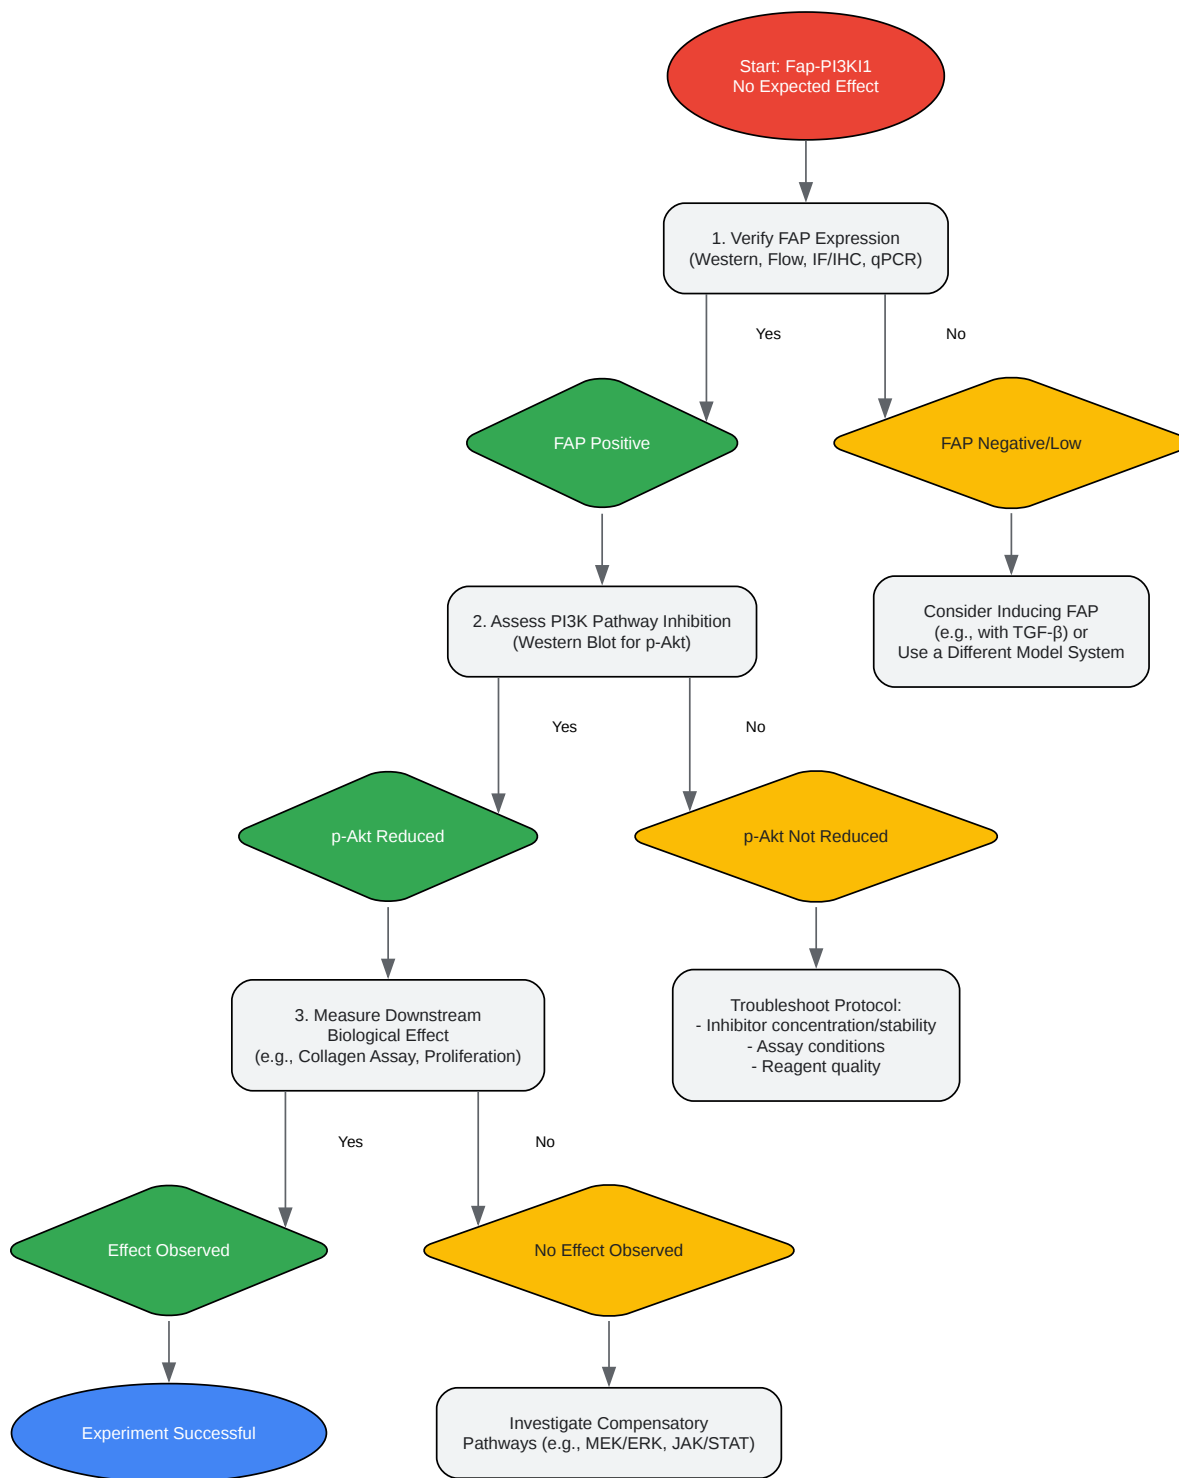 Start: Fap-PI3KI1
No Expected Effect
1. Verify FAP Expression
(Western, Flow, IF/IHC, qPCR)
Yes
No
FAP Positive
FAP Negative/Low
2. Assess PI3K Pathway Inhibition
(Western Blot for p-Akt)
Consider Inducing FAP
(e.g., with TGF-β) or
Use a Different Model System
Yes
No
p-Akt Reduced
p-Akt Not Reduced
3. Measure Downstream
Biological Effect
(e.g., Collagen Assay, Proliferation)
Troubleshoot Protocol:
- Inhibitor concentration/stability
- Assay conditions
- Reagent quality
Yes
No
Effect Observed
No Effect Observed
Experiment Successful
Investigate Compensatory
Pathways (e.g., MEK/ERK, JAK/STAT)